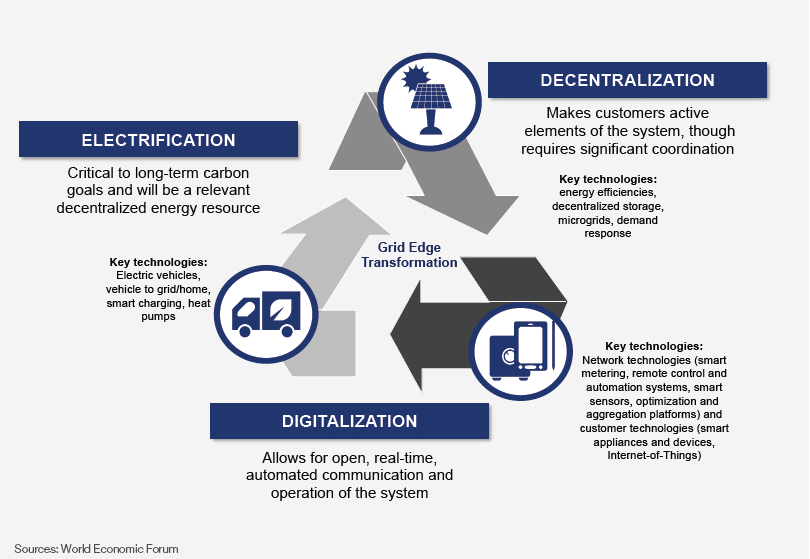 ELECTRIFICATION
Critical to long-term carbon
goals and will be a relevant
decentralized energy resource
Key technologies:
Electric vehicles,
vehicle to grid/home,
smart charging, heat
pumps
DECENTRALIZATION
Makes customers active
elements of the system, though
requires significant coordination
Key technologies:
energy efficiencies,
decentralized storage,
microgrids, demand
response
Grid Edge
Transformation
Key technologies:
Network technologies (smart
metering, remote control and
automation systems, smart
sensors, optimization and
aggregation platforms) and
customer technologies (smart
appliances and devices,
Internet-of-Things)
DIGITALIZATION
Allows for open, real-time,
automated communication and
operation of the system
Sources: World Economic Forum